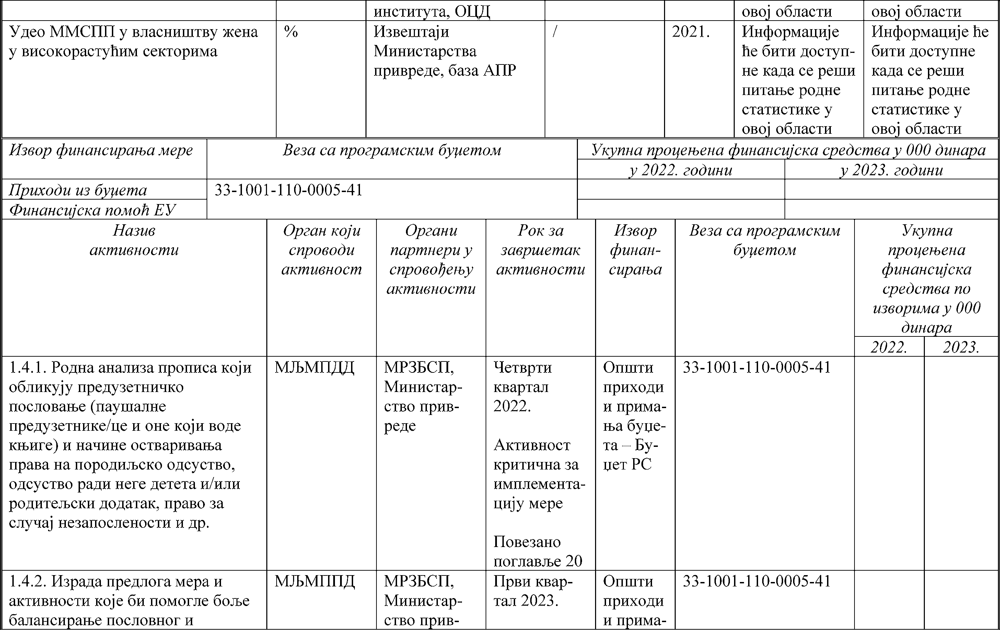 института, ОЦД
овој области
овој области
Удео ММСПП у власништву жена
у високорастућим секторима
%
Извештаји
Министарства
привреде, база АПР
/
2021.
Информације
ће бити доступ-
не када се реши
питање родне
статистике у
овој области
Информације ће
бити доступне
када се реши
питање родне
статистике у
овој области
Извор финансирања мере
Веза са програмским буџетом
Укупна процењена финансијска средства у 000 динара
у 2022. години
у 2023. години
Приходи из буџета
33-1001-110-0005-41
Финансијска помоћ ЕУ
Назив
активности
Орган који
спроводи
активност
Органи
партнери у
спровођењу
активности
Рок за
завршетак
активности
Извор
финан-
сирања
Веза са програмским
буџетом
Укупна
процењена
финансијска
средства по
изворима у 000
динара
2022.
2023.
1.4.1. Родна анализа прописа који
обликују предузетничко
пословање (паушалне
предузетнике/це и оне који воде
књиге) и начине остваривања
права на породиљско одсуство,
одсуство ради неге детета и/или
родитељски додатак, право за
случај незапослености и др.
МЉМПДД
МРЗБСП,
Министар-
ство прив-
реде
Четврти
квартал
2022.
Активност
критична за
имплемента-
цију мере
Повезано
поглавље 20
Општи
приходи
и прима-
ња буџе-
та – Бу-
џет РС
33-1001-110-0005-41
1.4.2. Израда предлога мера и
активности које би помогле боље
балансирање пословног и
МЉМППД
МРЗБСП,
Министар-
ство прив-
Први квар-
тал 2023.
Општи
приходи
и прима-
33-1001-110-0005-41